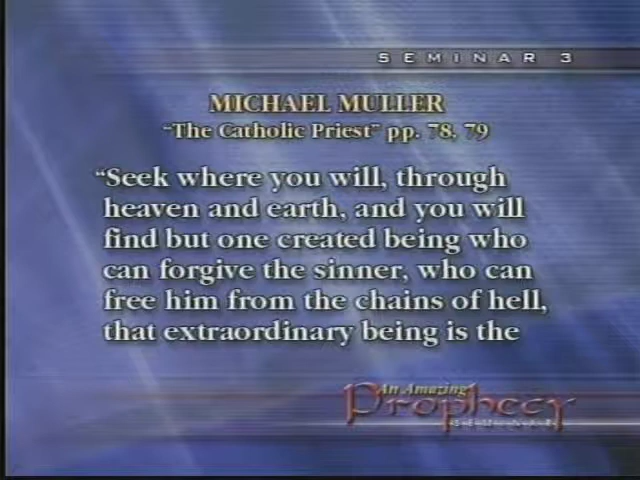 SEMINAR 3
MICHAEL MULLER
"The Catholic Priest" pp. 78, 79
"Seek where you will, through
heaven and earth, and you will
find but one created being who
can forgive the sinner, who can
free him from the chains of hell,
that extraordinary being is the
An Amazing
Prophecy